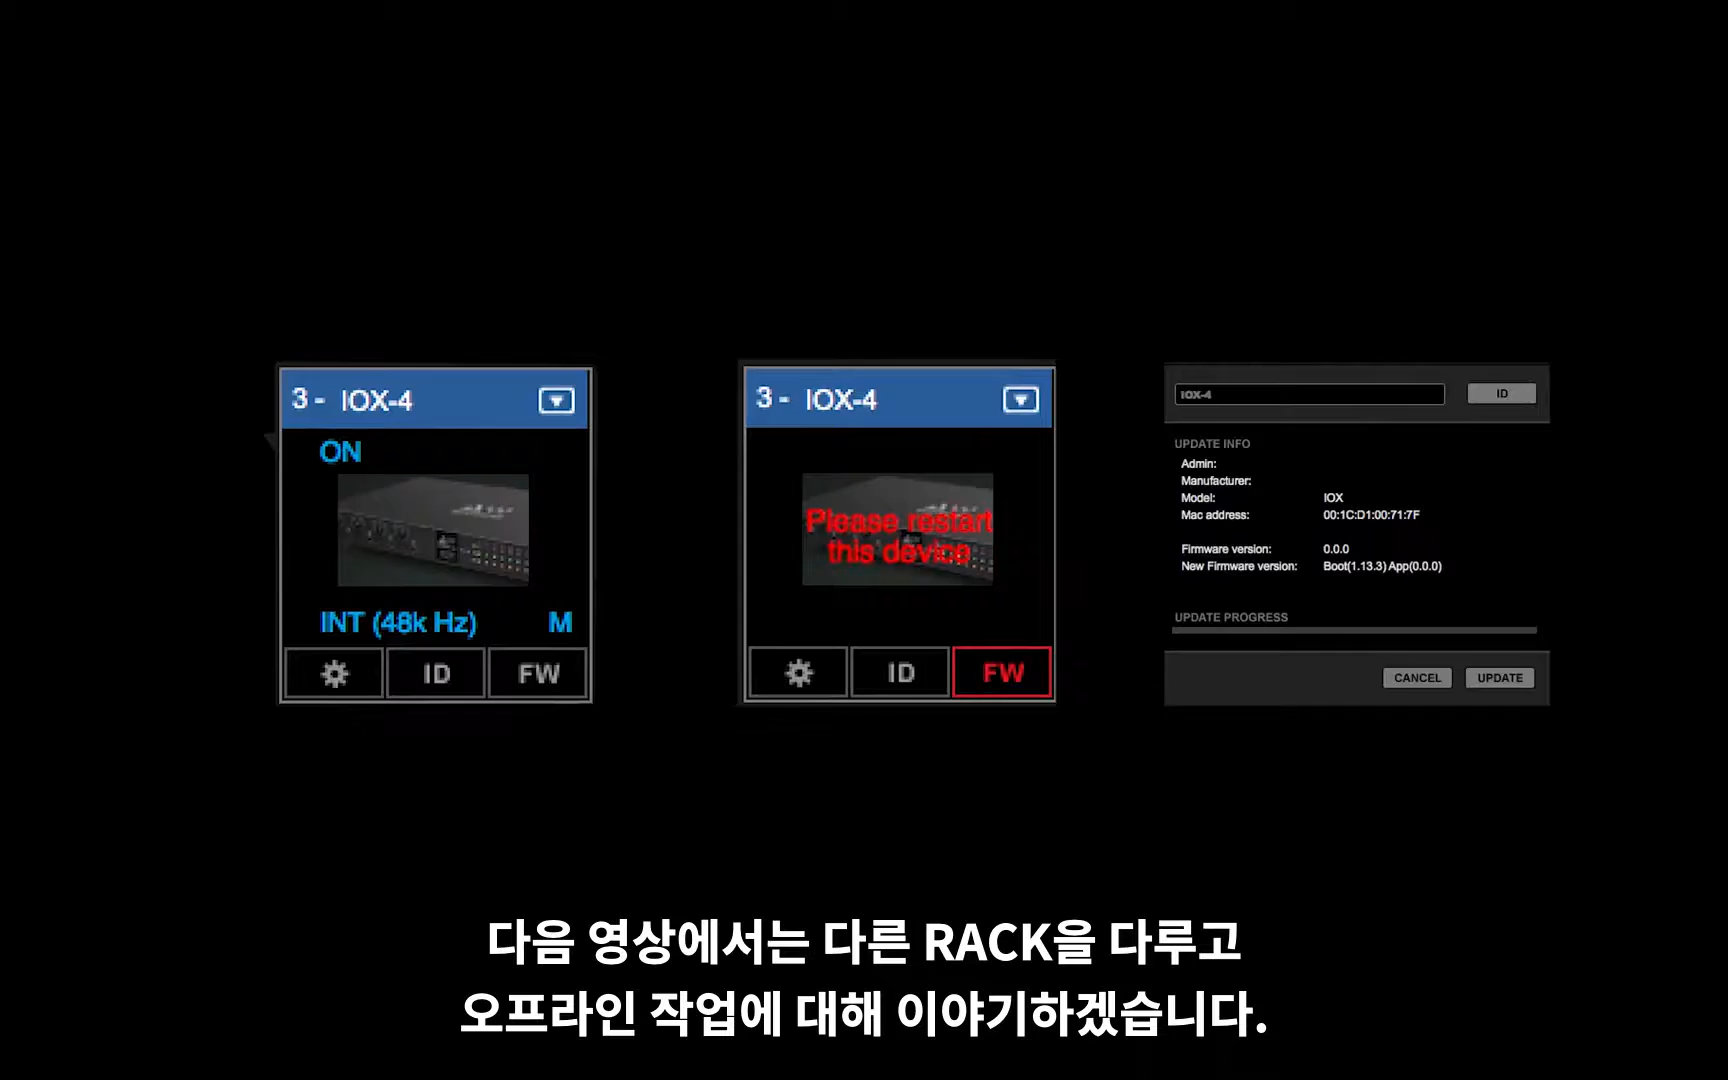 3 - IOX-4
ON
INT (48k Hz) M
ID FW
3 - IOX-4
Please restart
this device
ID FW
IOX-4 ID
UPDATE INFO
Admin:
Manufacturer:
Model: IOX
Mac address: 00:1C:D1:00:71:7F
Firmware version: 0.0.0
New Firmware version: Boot(1.13.3) App(0.0.0)
UPDATE PROGRESS
CANCEL UPDATE
다음 영상에서는 다른 RACK을 다루고
오프라인 작업에 대해 이야기하겠습니다.